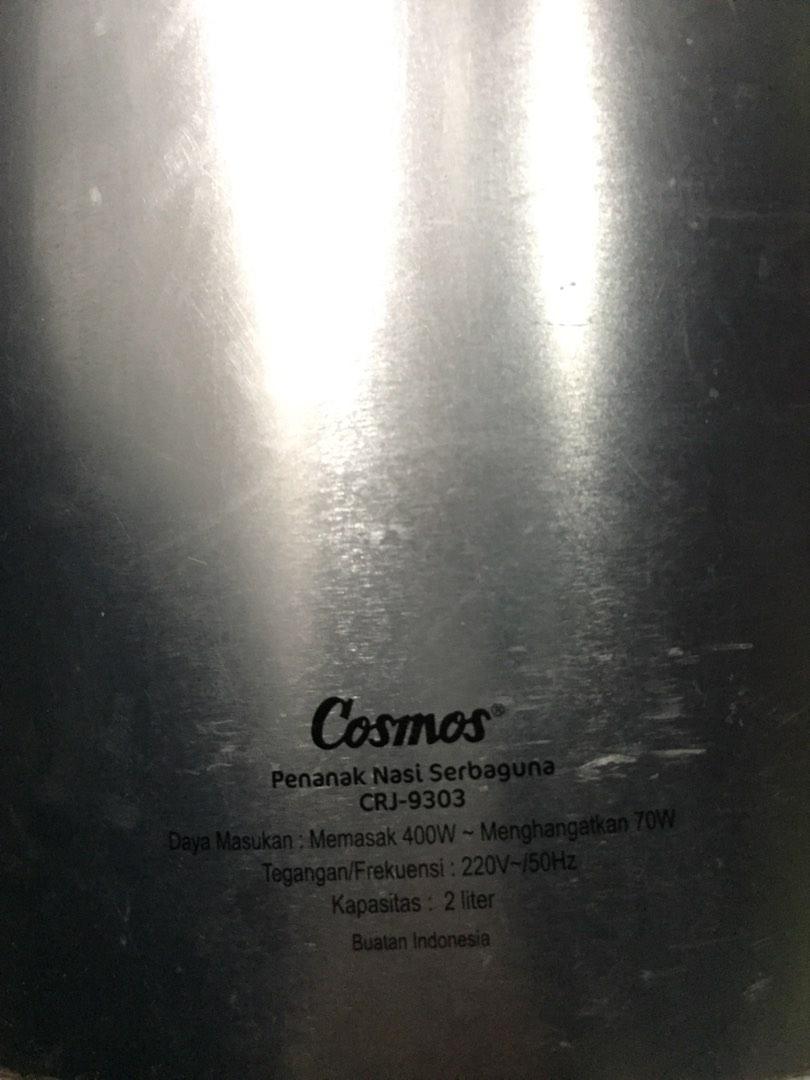 Cosmos®
Penanak Nasi Serbaguna
CRJ-9303
Daya Masukan : Memasak 400W ~ Menghangatkan 70W
Tegangan/Frekuensi : 220V~/50Hz
Kapasitas : 2 liter
Buatan Indonesia